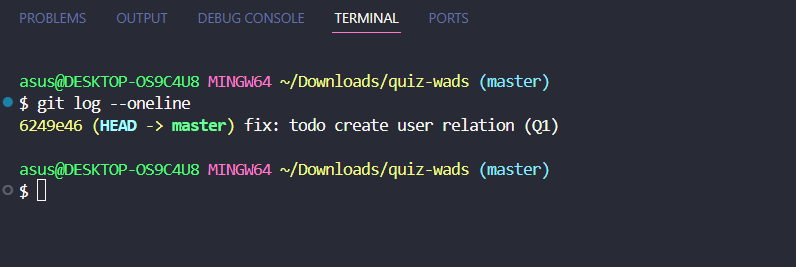 PROBLEMS OUTPUT DEBUG CONSOLE TERMINAL PORTS
asus@DESKTOP-OS9C4U8 MINGW64 ~/Downloads/quiz-wads (master)
$ git log --oneline
6249e46 (HEAD -> master) fix: todo create user relation (Q1)
asus@DESKTOP-OS9C4U8 MINGW64 ~/Downloads/quiz-wads (master)
$